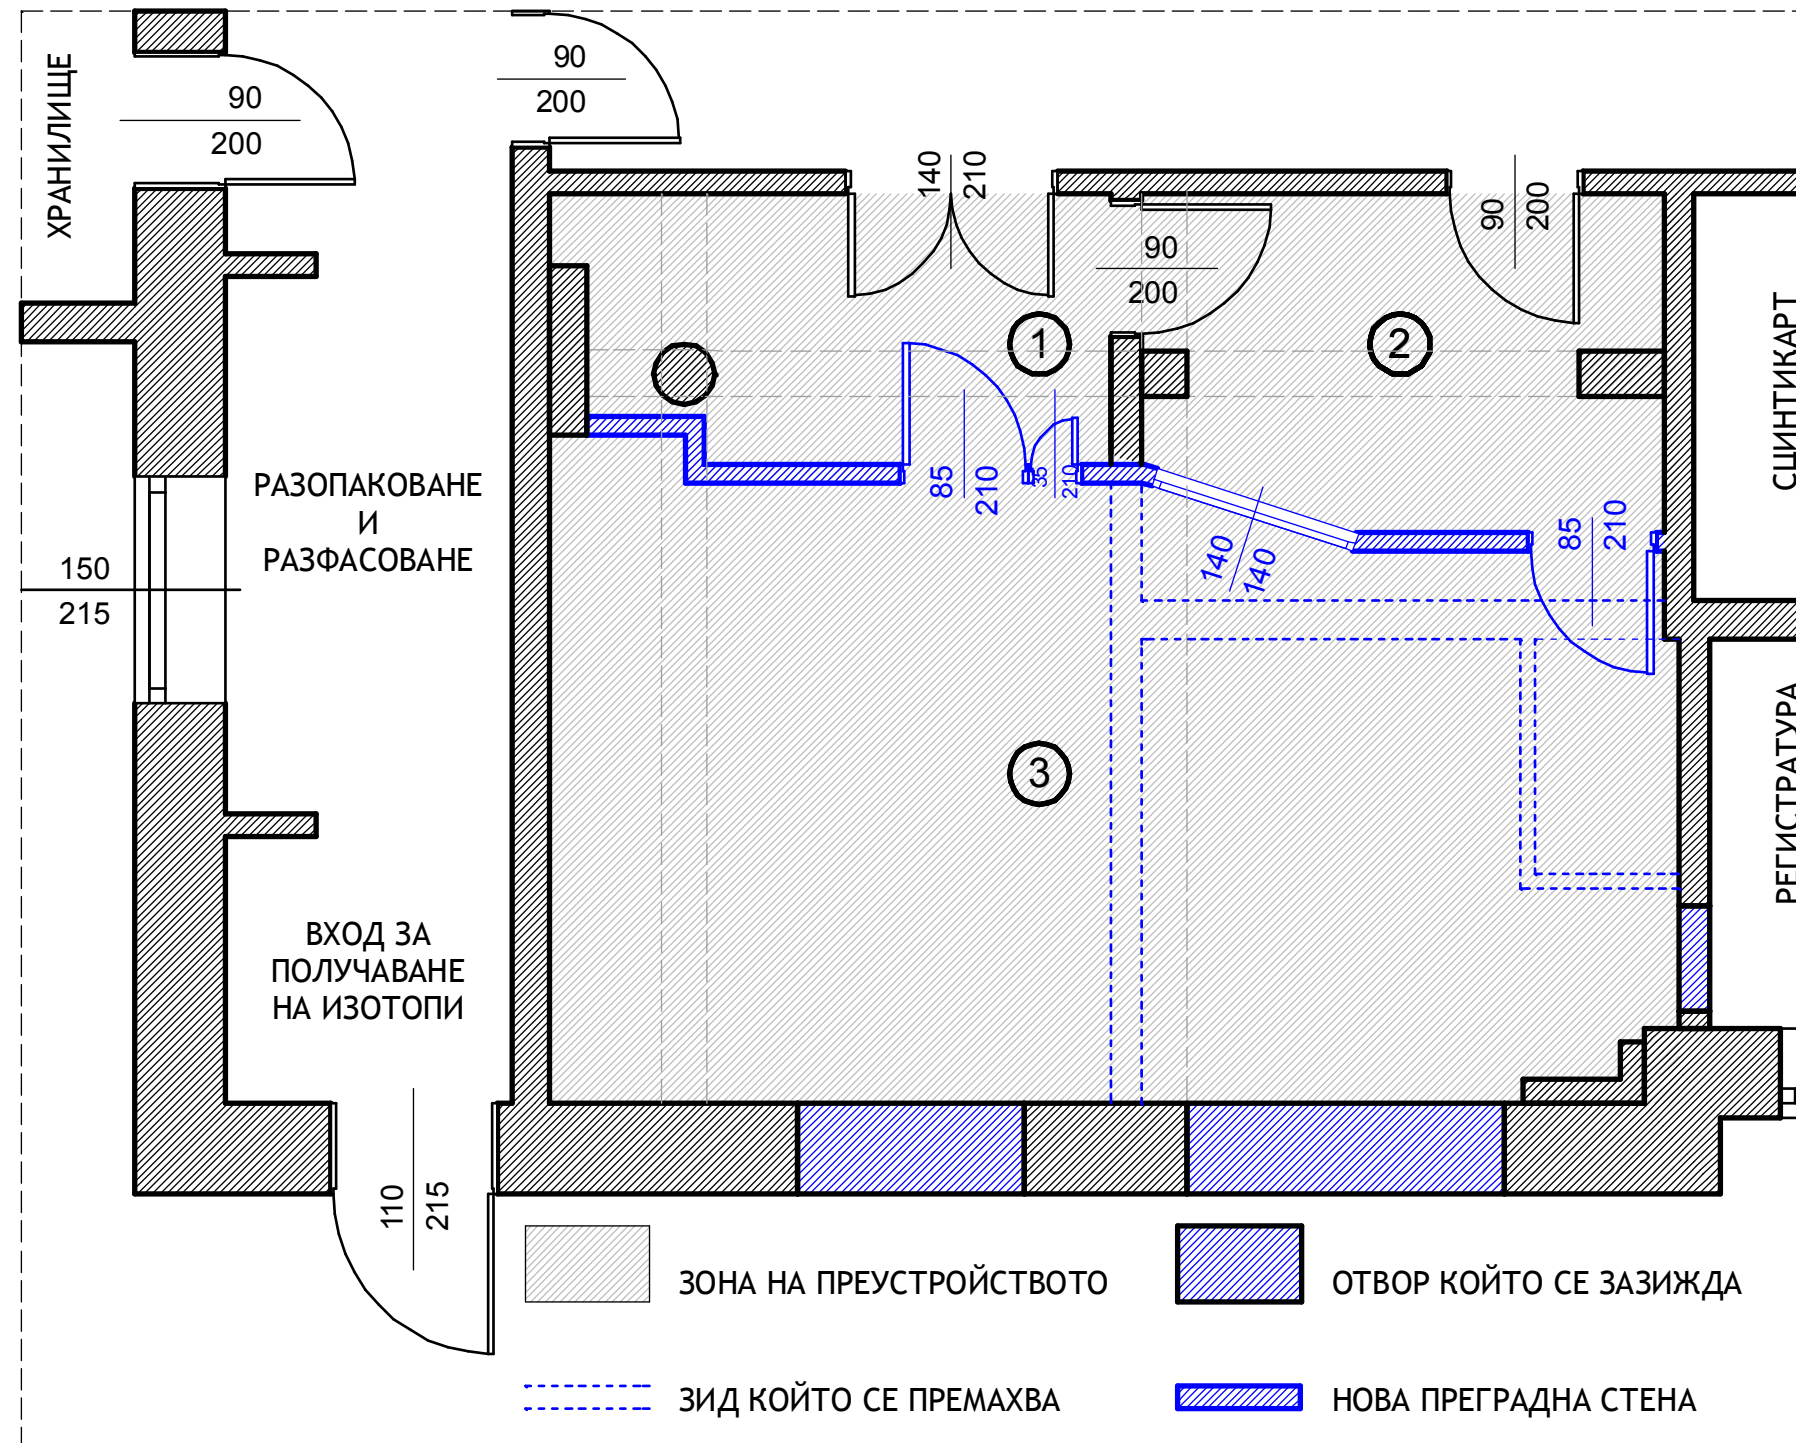 ХРАНИЛИЩЕ
90
200
90
200
140
210
90
200
90
200
1
2
СЦИНТИКАРТ
РАЗОПАКОВАНЕ
И
РАЗФАСОВАНЕ
150
215
85
210
35
210
140
140
85
210
3
РЕГИСТРАТУРА
ВХОД ЗА
ПОЛУЧАВАНЕ
НА ИЗОТОПИ
110
215
ЗОНА НА ПРЕУСТРОЙСТВОТО
ОТВОР КОЙТО СЕ ЗАЗИЖДА
ЗИД КОЙТО СЕ ПРЕМАХВА
НОВА ПРЕГРАДНА СТЕНА